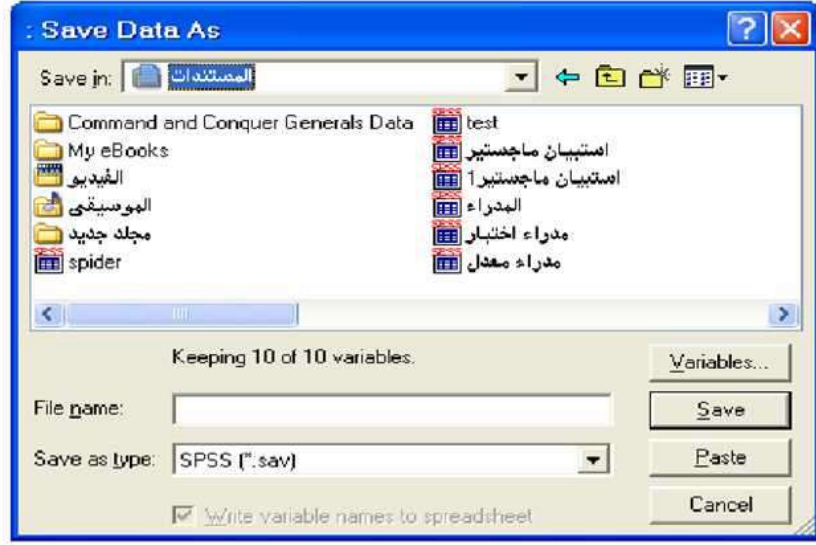 : Save Data As
Save in: المستندات
Command and Conquer Generals Data
My eBooks
الفيديو
الموسيقى
مجلد جديد
spider
test
استبيان ماجستير
استبيان ماجستير1
المدراء
مدراء اختبار
مدراء معدل
Keeping 10 of 10 variables.
Variables...
File name:
Save
Save as type: SPSS (*.sav)
Paste
Write variable names to spreadsheet
Cancel